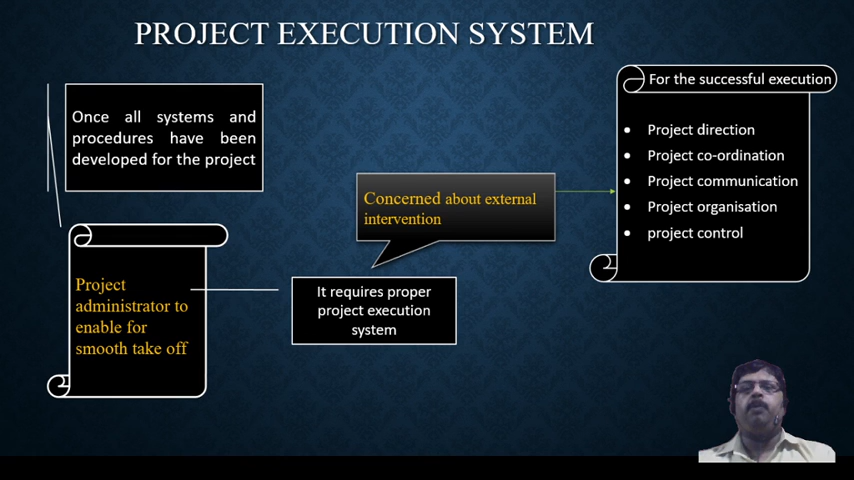 PROJECT EXECUTION SYSTEM
Once all systems and
procedures have been
developed for the project
Project
administrator to
enable for
smooth take off
It requires proper
project execution
system
Concerned about external
intervention
For the successful execution
• Project direction
• Project co-ordination
• Project communication
• Project organisation
• project control